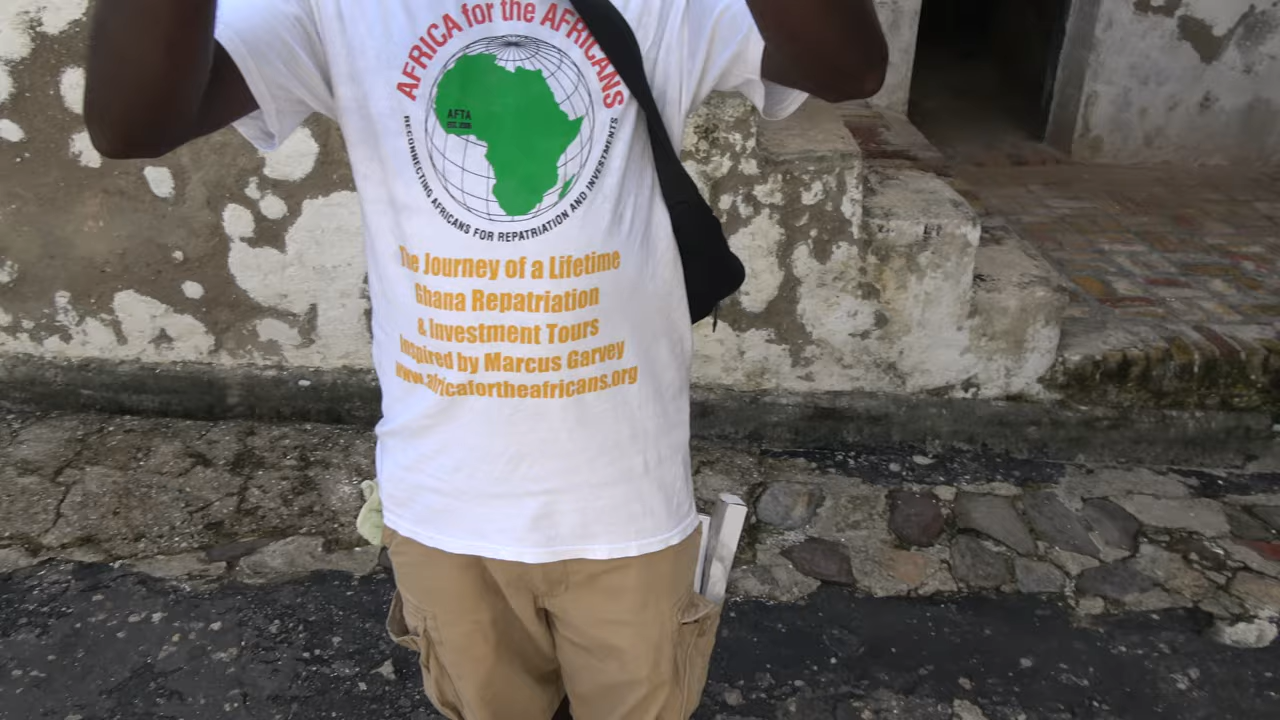 AFRICA for the AFRICANS
AFTA
RECONNECTING AFRICANS FOR REPATRIATION AND INVESTMENTS
The Journey of a Lifetime
Ghana Repatriation
& Investment Tours
Inspired by Marcus Garvey
www.africafortheafricans.org